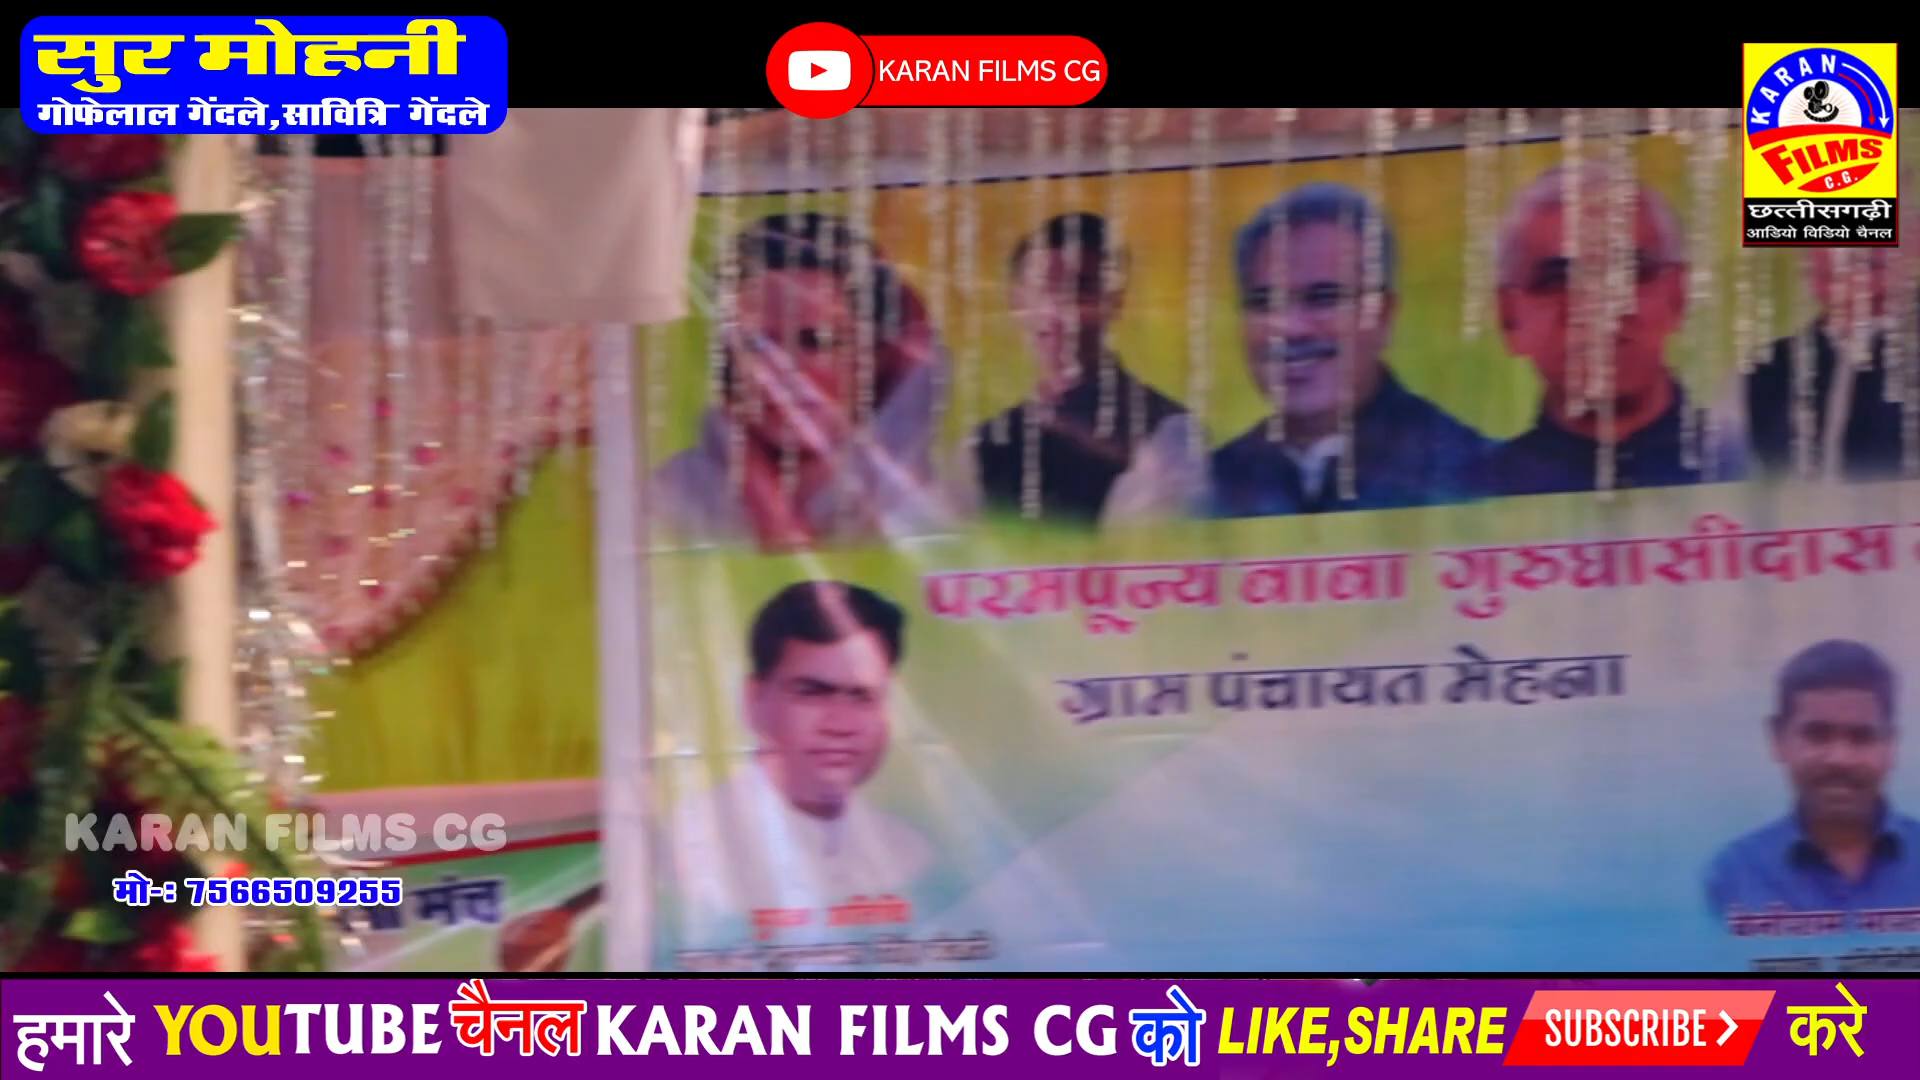 सुर मोहनी
गोफेलाल गेंदले,सावित्रि गेंदले
KARAN FILMS CG
KARAN
FILMS
C.G.
छत्तीसगढ़ी
आडियो विडियो चैनल
परमपूज्य बाबा गुरुघासीदास
ग्राम पंचायत मेहना
KARAN FILMS CG
मो-: 7566509255
मंच
हमारे YOUTUBE चैनल KARAN FILMS CG को LIKE,SHARE SUBSCRIBE करे